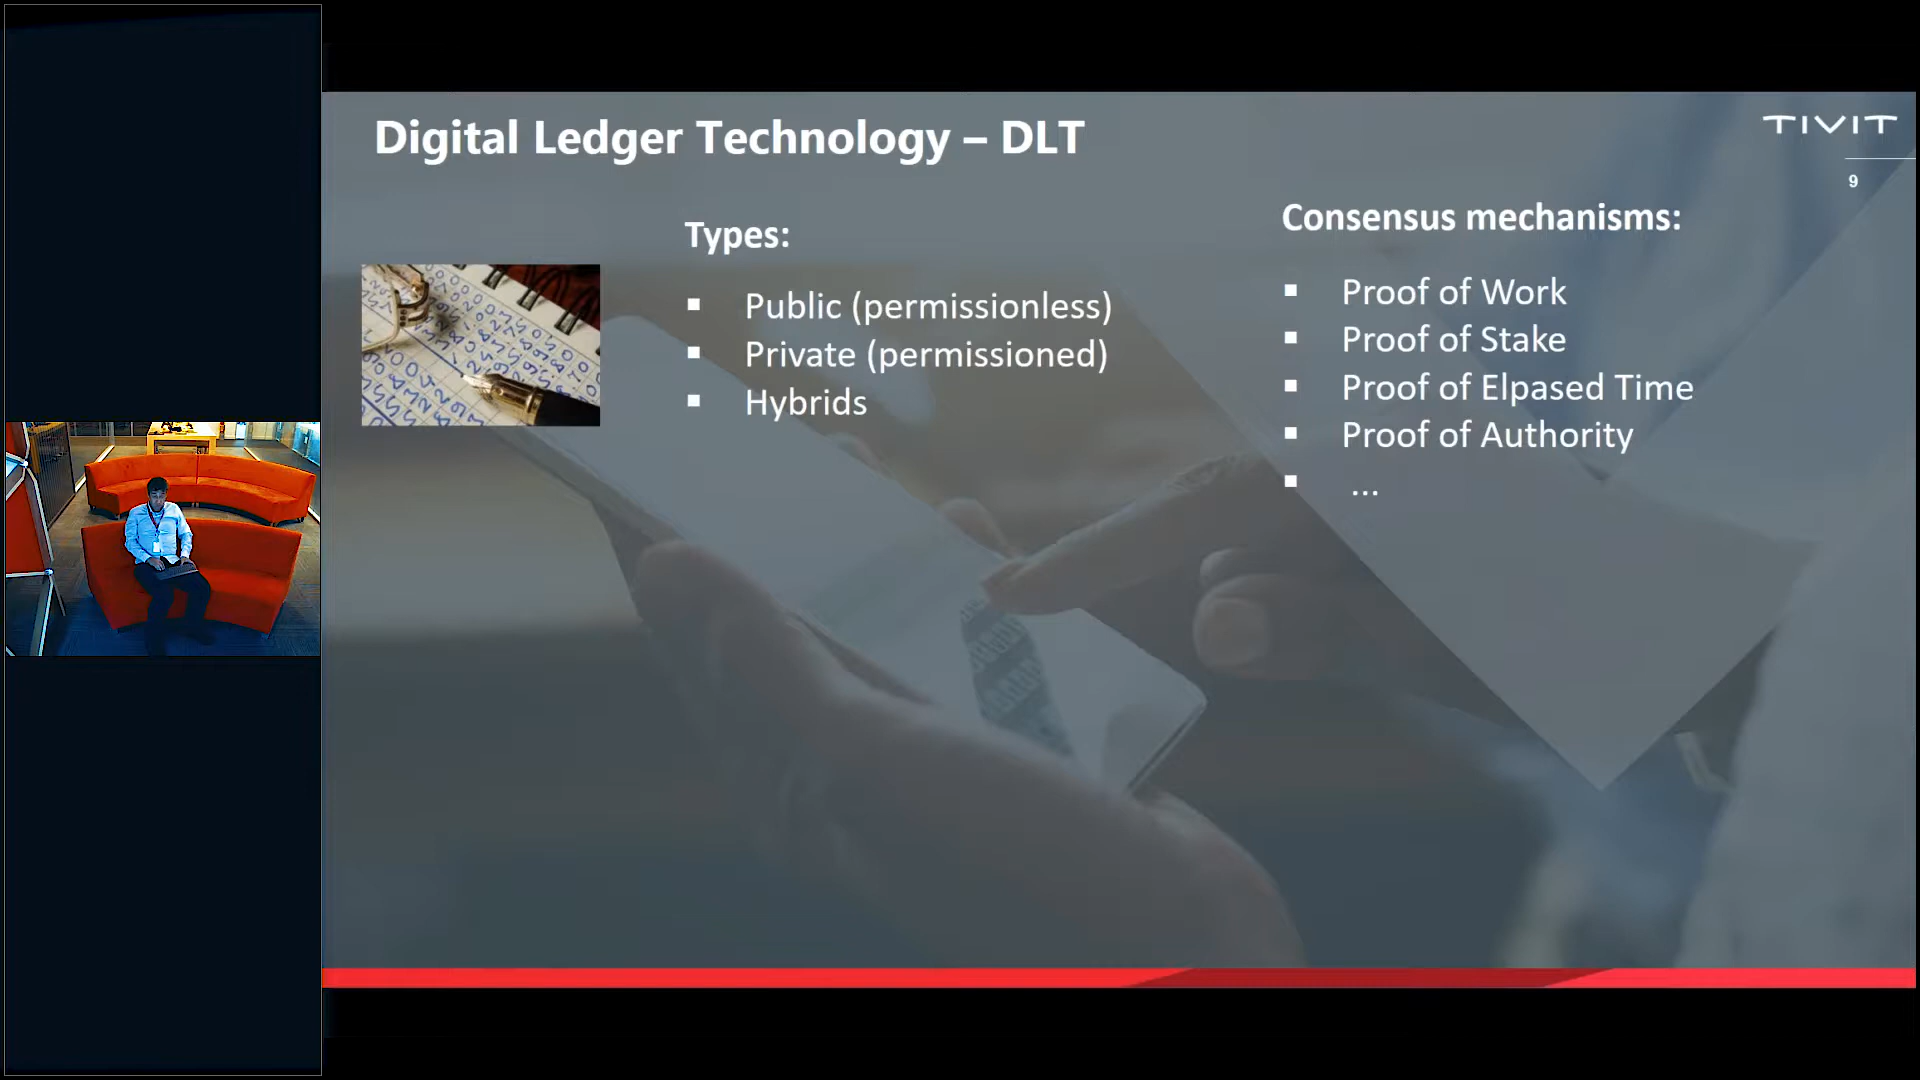 Digital Ledger Technology – DLT
TIVIT
9
Types:
▪ Public (permissionless)
▪ Private (permissioned)
▪ Hybrids
Consensus mechanisms:
▪ Proof of Work
▪ Proof of Stake
▪ Proof of Elpased Time
▪ Proof of Authority
▪ ...